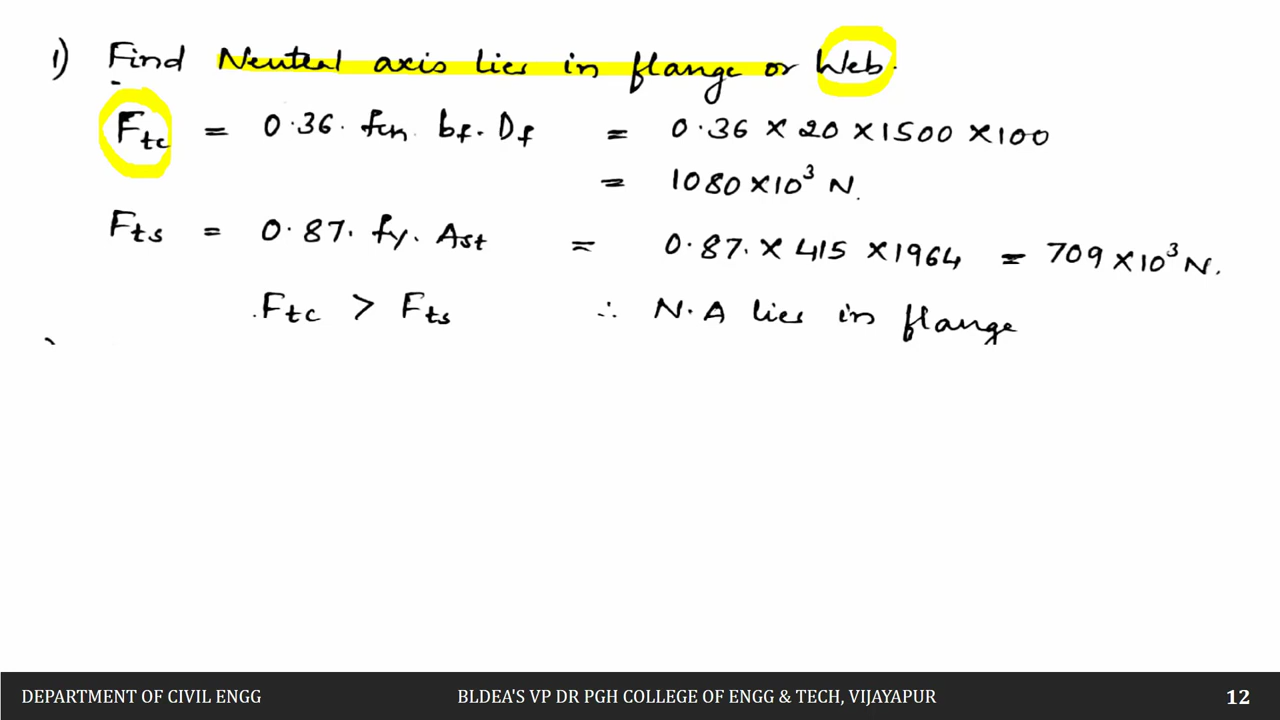 1) Find Neutral axis lies in flange or Web.
Ftc = 0.36. fck bf. Df = 0.36 × 20 × 1500 × 100
= 1080 × 10³ N.
Fts = 0.87. fy. Ast = 0.87. × 415 × 1964 = 709 × 10³ N.
Ftc > Fts ∴ N.A lies in flange
DEPARTMENT OF CIVIL ENGG BLDEA'S VP DR PGH COLLEGE OF ENGG & TECH, VIJAYAPUR 12